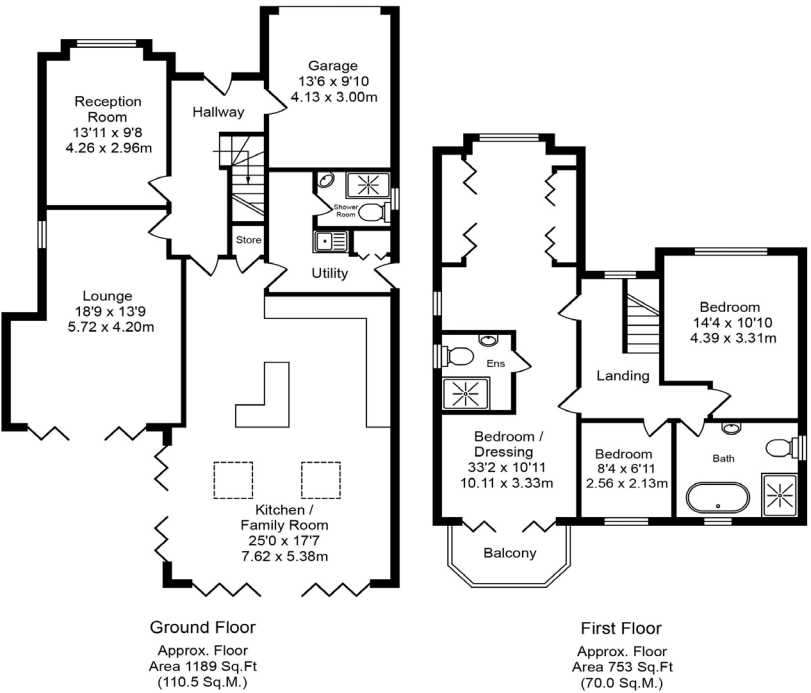 Garage
13'6 x 9'10
4.13 x 3.00m
Reception
Room
13'11 x 9'8
4.26 x 2.96m
Hallway
Shower
Room
Store
Utility
Lounge
18'9 x 13'9
5.72 x 4.20m
Kitchen /
Family Room
25'0 x 17'7
7.62 x 5.38m
Ground Floor
Approx. Floor
Area 1189 Sq.Ft
(110.5 Sq.M.)
Bedroom
14'4 x 10'10
4.39 x 3.31m
Ens
Landing
Bedroom /
Dressing
33'2 x 10'11
10.11 x 3.33m
Bedroom
8'4 x 6'11
2.56 x 2.13m
Bath
Balcony
First Floor
Approx. Floor
Area 753 Sq.Ft
(70.0 Sq.M.)